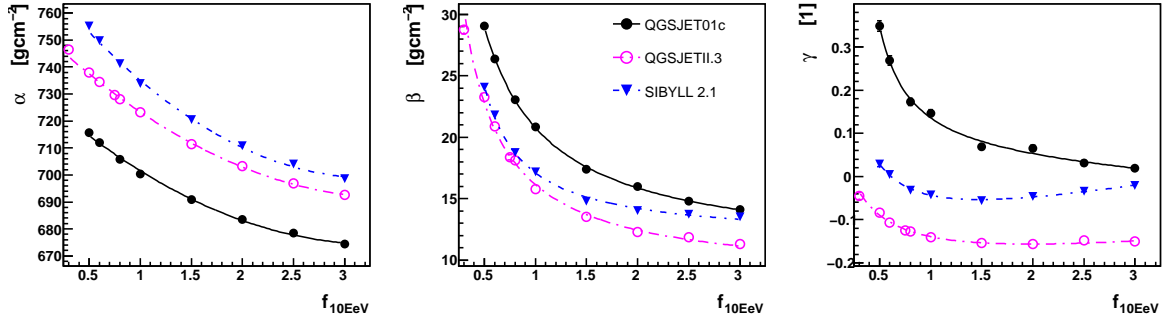 α [gcm⁻²]
760
750
740
730
720
710
700
690
680
670
0.5 1 1.5 2 2.5 3
f10EeV
β [gcm⁻²]
30
25
20
15
10
QGSJET01c
QGSJETII.3
SIBYLL 2.1
0.5 1 1.5 2 2.5 3
f10EeV
γ [1]
0.3
0.2
0.1
0
−0.1
−0.2
0.5 1 1.5 2 2.5 3
f10EeV